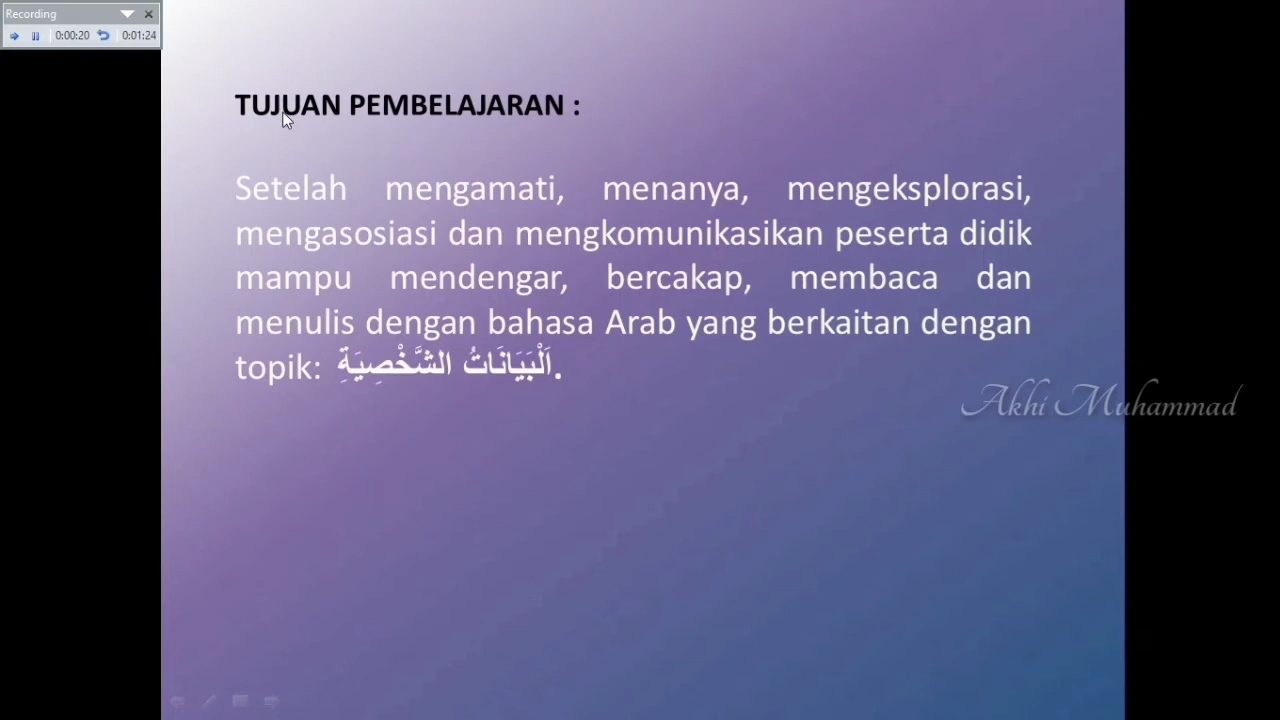 Recording
0:00:20 0:01:24
TUJUAN PEMBELAJARAN :
Setelah mengamati, menanya, mengeksplorasi,
mengasosiasi dan mengkomunikasikan peserta didik
mampu mendengar, bercakap, membaca dan
menulis dengan bahasa Arab yang berkaitan dengan
topik: اَلْبَيَانَاتُ الشَّخْصِيَةِ.
Akhi Muhammad